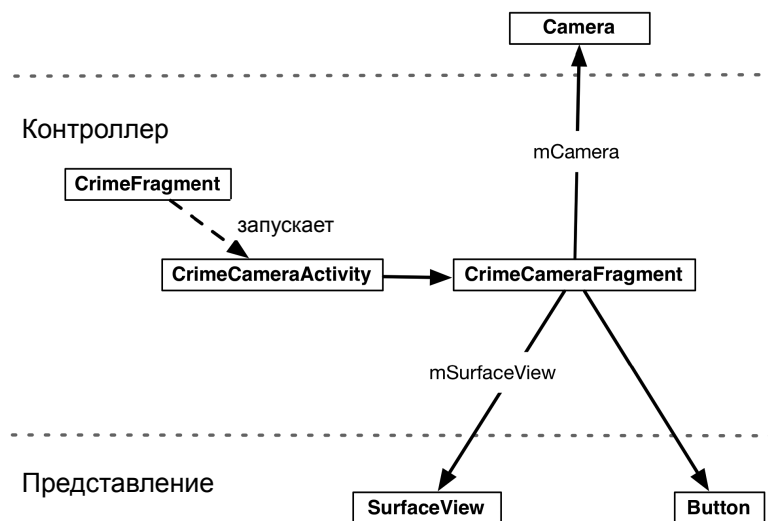 Camera
Контроллер
mCamera
CrimeFragment
запускает
CrimeCameraActivity
CrimeCameraFragment
mSurfaceView
Представление
SurfaceView
Button